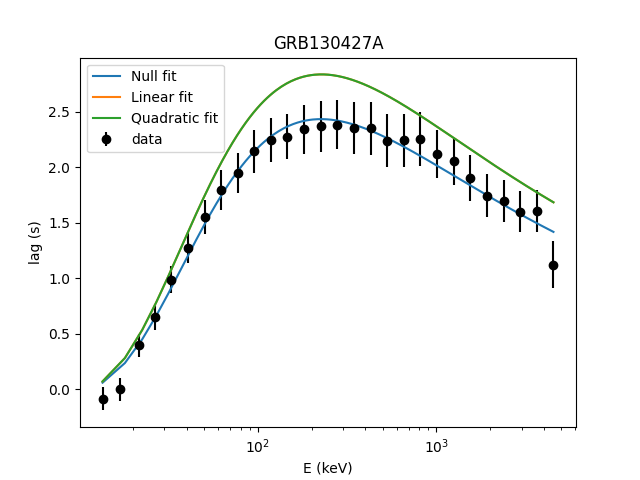 GRB130427A
Null fit
Linear fit
Quadratic fit
data
lag (s)
2.5
2.0
1.5
1.0
0.5
0.0
10²
10³
E (keV)